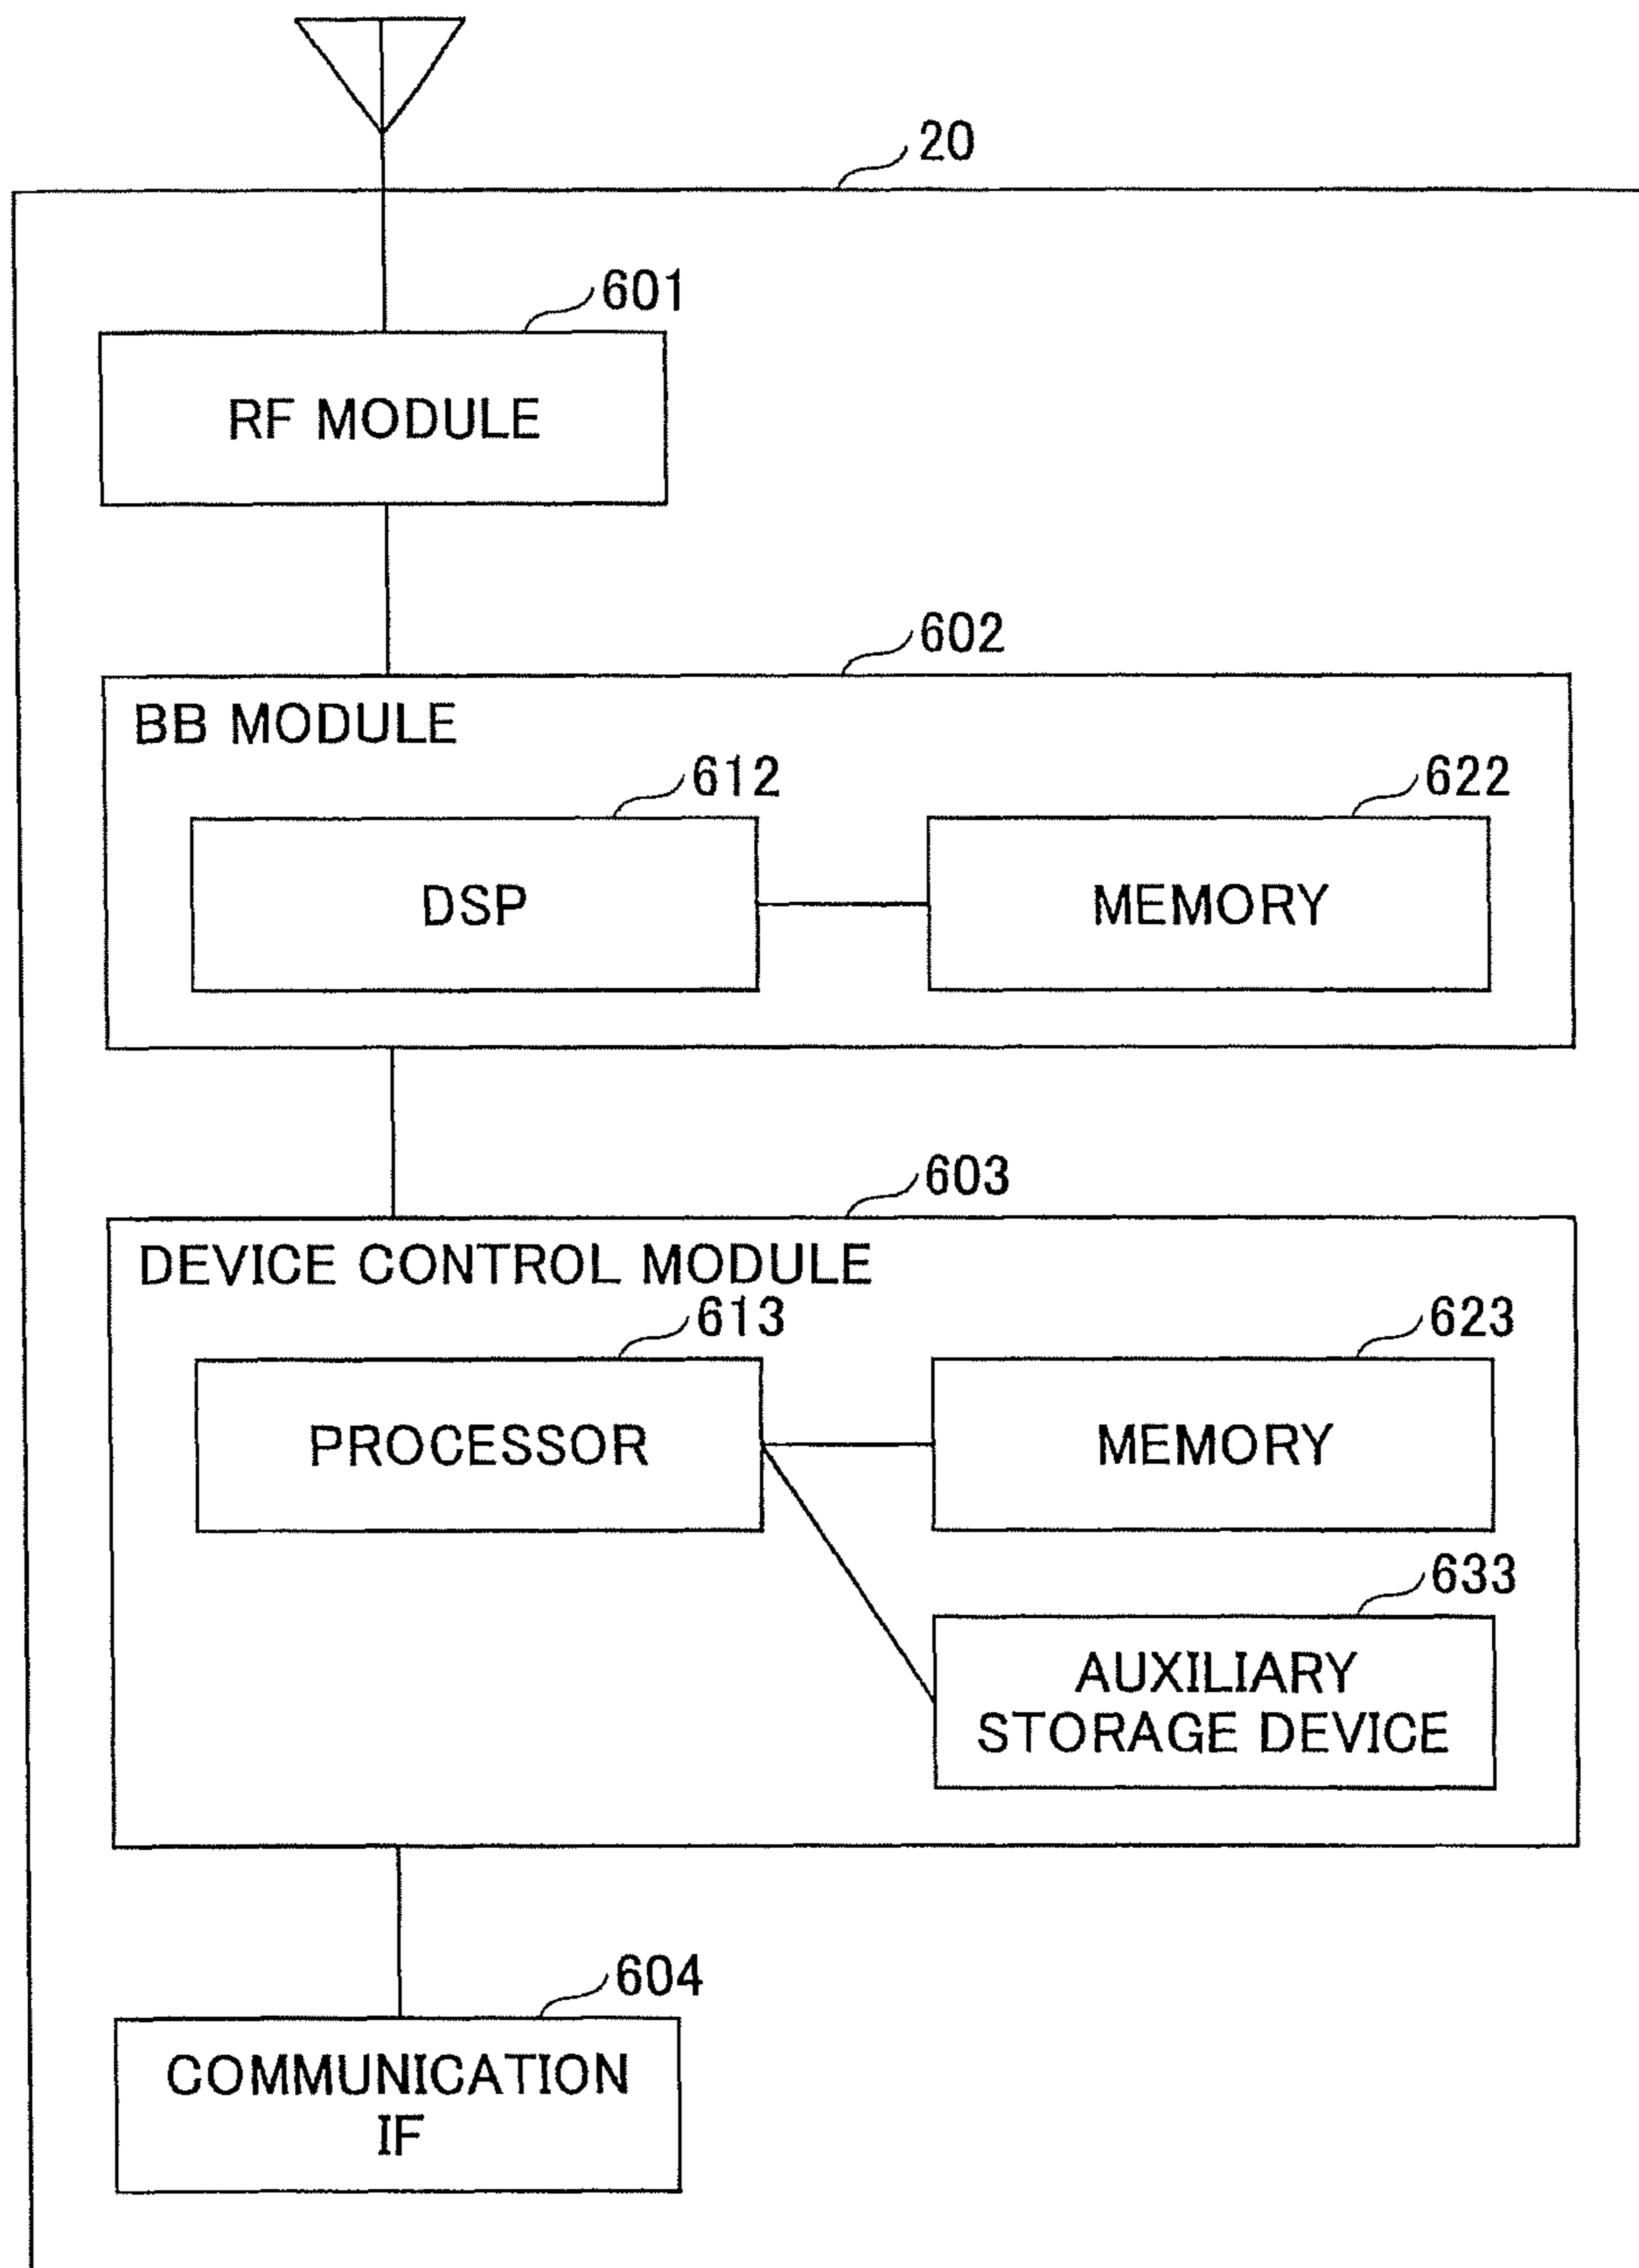 20
601
RF MODULE
602
BB MODULE
612
622
DSP
MEMORY
603
DEVICE CONTROL MODULE
613
623
PROCESSOR
MEMORY
633
AUXILIARY
STORAGE DEVICE
604
COMMUNICATION
IF